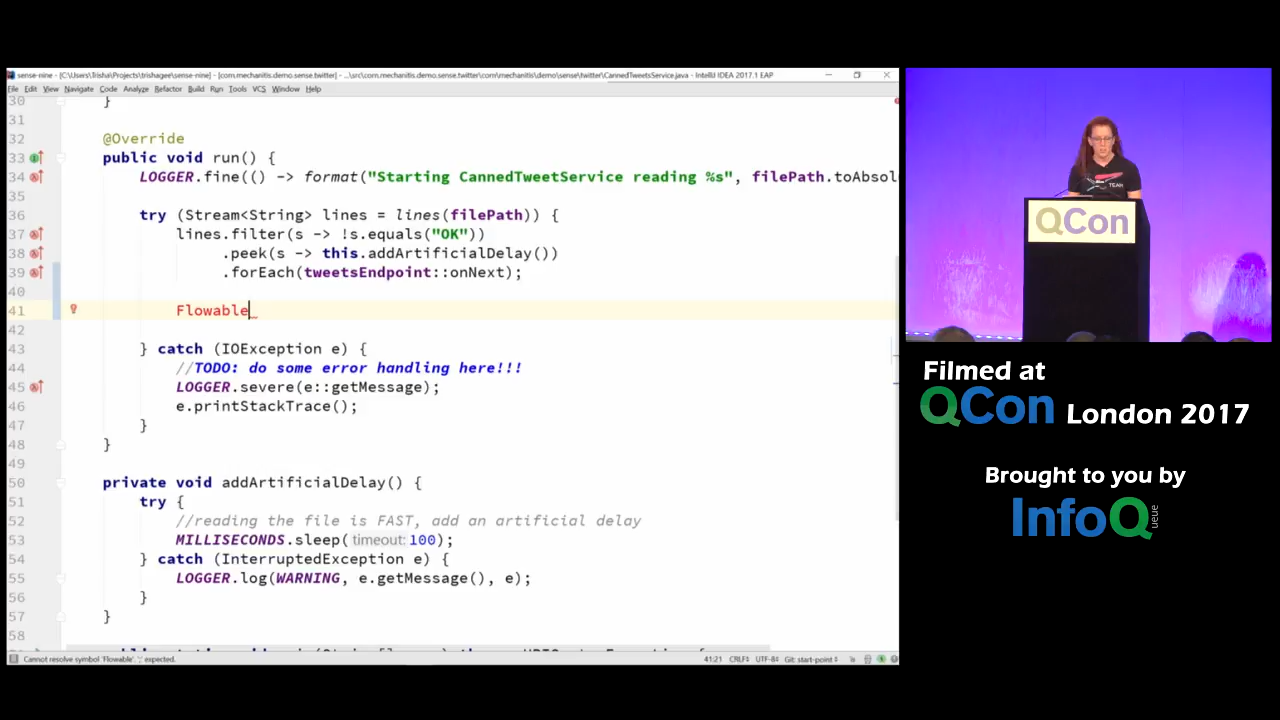 sense-nine - [C:\Users\Trisha\Projects\trishagee\sense-nine] - [com.mechanitis.demo.sense.twitter] - ...\src\com.mechanitis.demo.sense.twitter\com\mechanitis\demo\sense\twitter\CannedTweetsService.java - IntelliJ IDEA 2017.1 EAP
File Edit View Navigate Code Analyze Refactor Build Run Tools VCS Window Help
30 }
31
32 @Override
33 public void run() {
34 LOGGER.fine(() -> format("Starting CannedTweetService reading %s", filePath.toAbsol
35
36 try (Stream<String> lines = lines(filePath)) {
37 lines.filter(s -> !s.equals("OK"))
38 .peek(s -> this.addArtificialDelay())
39 .forEach(tweetsEndpoint::onNext);
40
41 Flowable
42
43 } catch (IOException e) {
44 //TODO: do some error handling here!!!
45 LOGGER.severe(e::getMessage);
46 e.printStackTrace();
47 }
48 }
49
50 private void addArtificialDelay() {
51 try {
52 //reading the file is FAST, add an artificial delay
53 MILLISECONDS.sleep(timeout: 100);
54 } catch (InterruptedException e) {
55 LOGGER.log(WARNING, e.getMessage(), e);
56 }
57 }
58
Cannot resolve symbol 'Flowable'. ';' expected.
41:21 CRLF UTF-8 Git: start-point
TEAM
QCon
Filmed at
QCon London 2017
Brought to you by
InfoQ
ueue